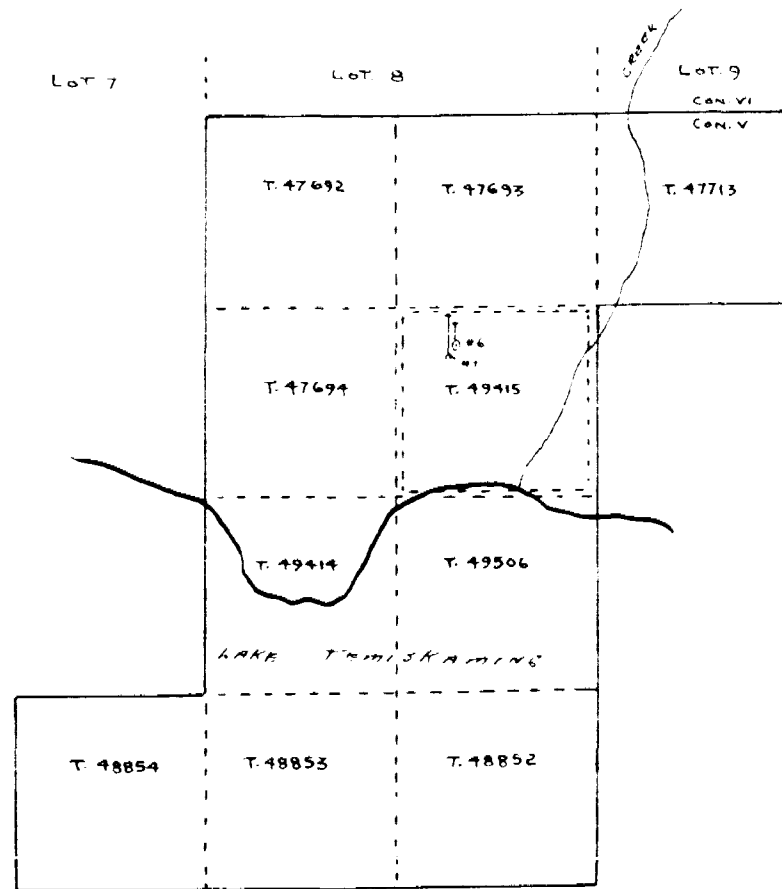 CREEK
LOT 7
LOT. 8
LOT. 9
CON. VI
CON. V
T. 47692
T. 47693
T. 47713
#6
T. 47694
T. 49415
T. 49414
T. 49506
LAKE TEMISKAMING
T. 48854
T. 48853
T. 48852